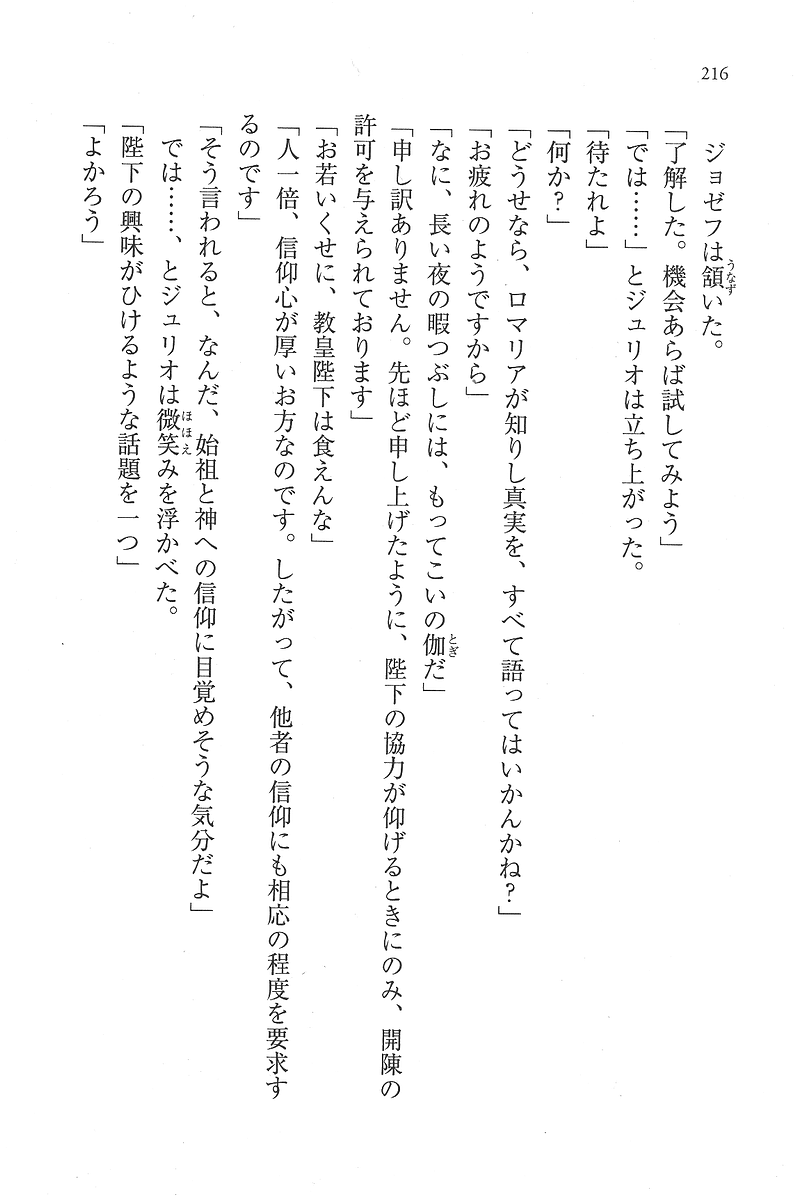 216
ジョゼフは頷いた。
「了解した。機会あらば試してみよう」
「では……」とジュリオは立ち上がった。
「待たれよ」
「何か？」
「どうせなら、ロマリアが知りし真実を、すべて語ってはいかんかね？」
「お疲れのようですから」
「なに、長い夜の暇つぶしには、もってこいの伽だ」
「申し訳ありません。先ほど申し上げたように、陛下の協力が仰げるときにのみ、開陳の
許可を与えられております」
「お若いくせに、教皇陛下は食えんな」
「人一倍、信仰心が厚いお方なのです。したがって、他者の信仰にも相応の程度を要求す
るのです」
「そう言われると、なんだ、始祖と神への信仰に目覚めそうな気分だよ」
では……、とジュリオは微笑みを浮かべた。
「陛下の興味がひけるような話題を一つ」
「よかろう」
うなず
とぎ
ほほえ